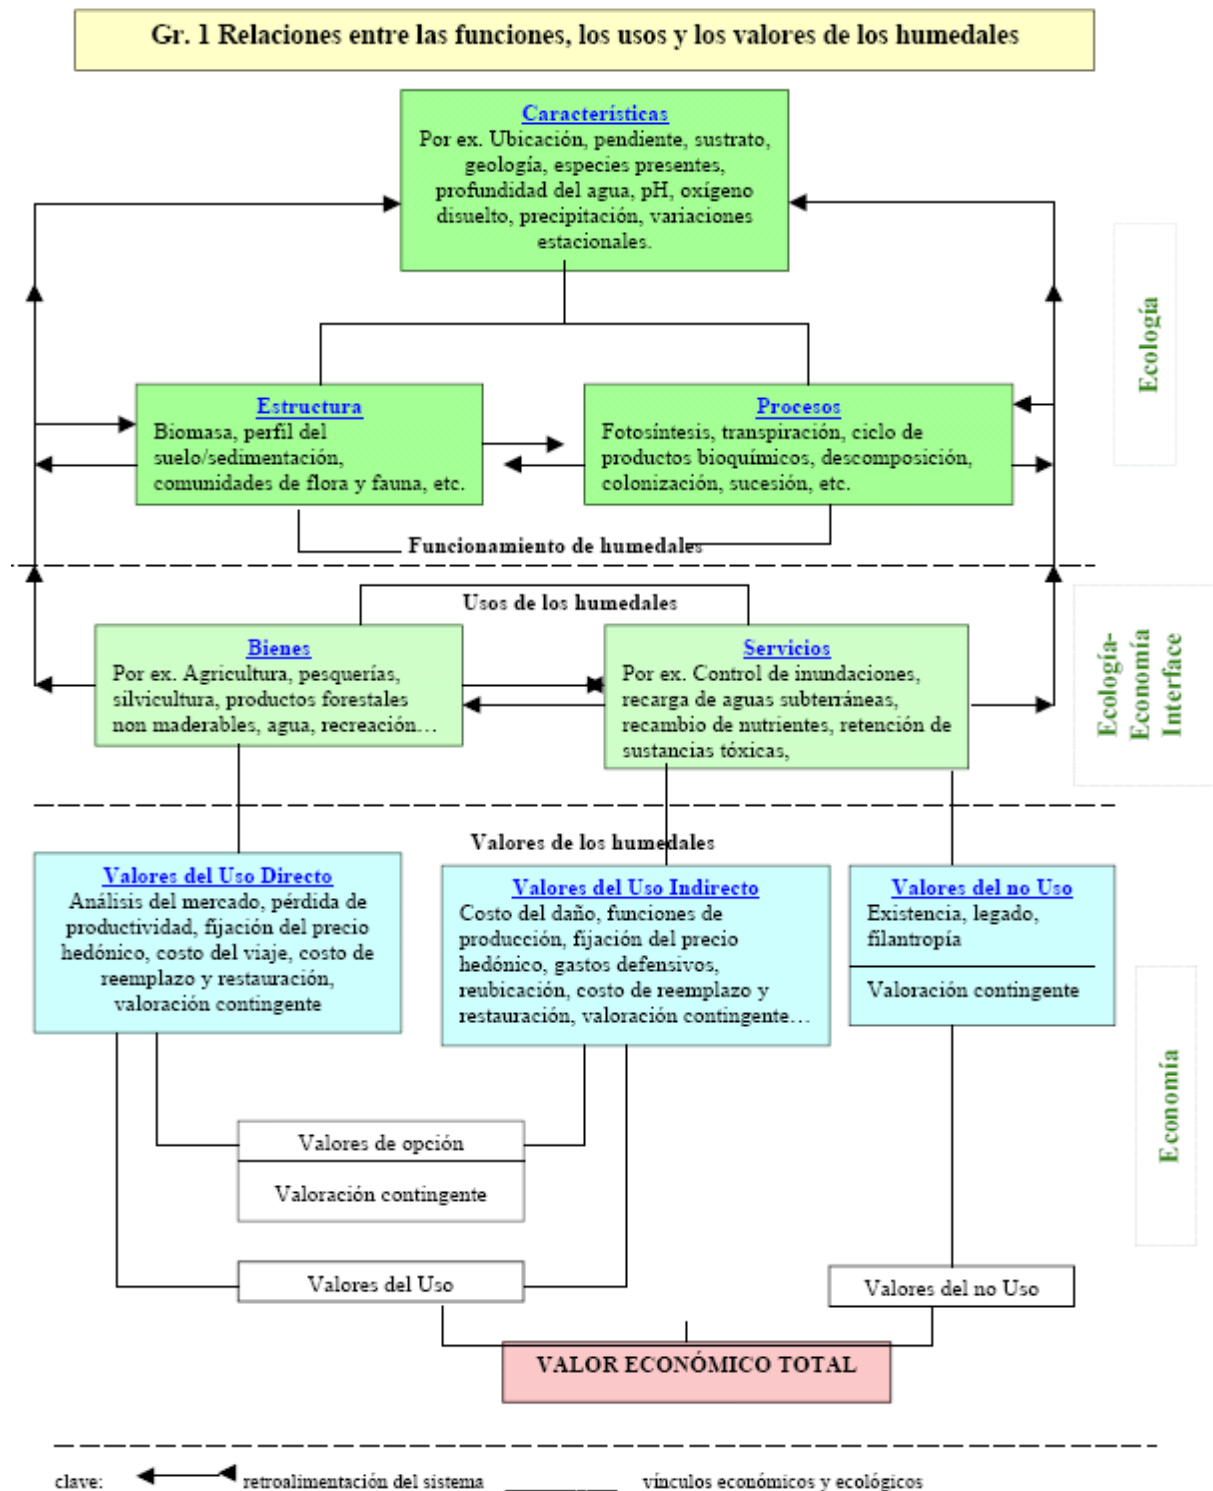 Gr. 1 Relaciones entre las funciones, los usos y los valores de los humedales
Características
Por ex. Ubicación, pendiente, sustrato,
geología, especies presentes,
profundidad del agua, pH, oxígeno
disuelto, precipitación, variaciones
estacionales.
Ecología
Estructura
Biomasa, perfil del
suelo/sedimentación,
comunidades de flora y fauna, etc.
Procesos
Fotosíntesis, transpiración, ciclo de
productos bioquímicos, descomposición,
colonización, sucesión, etc.
Funcionamiento de humedales
Usos de los humedales
Ecología-
Economía
Interface
Bienes
Por ex. Agricultura, pesquerías,
silvicultura, productos forestales
non maderables, agua, recreación…
Servicios
Por ex. Control de inundaciones,
recarga de aguas subterráneas,
recambio de nutrientes, retención de
sustancias tóxicas,
Valores de los humedales
Valores del Uso Directo
Análisis del mercado, pérdida de
productividad, fijación del precio
hedónico, costo del viaje, costo de
reemplazo y restauración,
valoración contingente
Valores del Uso Indirecto
Costo del daño, funciones de
producción, fijación del precio
hedónico, gastos defensivos,
reubicación, costo de reemplazo y
restauración, valoración contingente…
Valores del no Uso
Existencia, legado,
filantropía
Valoración contingente
Economía
Valores de opción
Valoración contingente
Valores del Uso
Valores del no Uso
VALOR ECONÓMICO TOTAL
clave: retroalimentación del sistema vínculos económicos y ecológicos